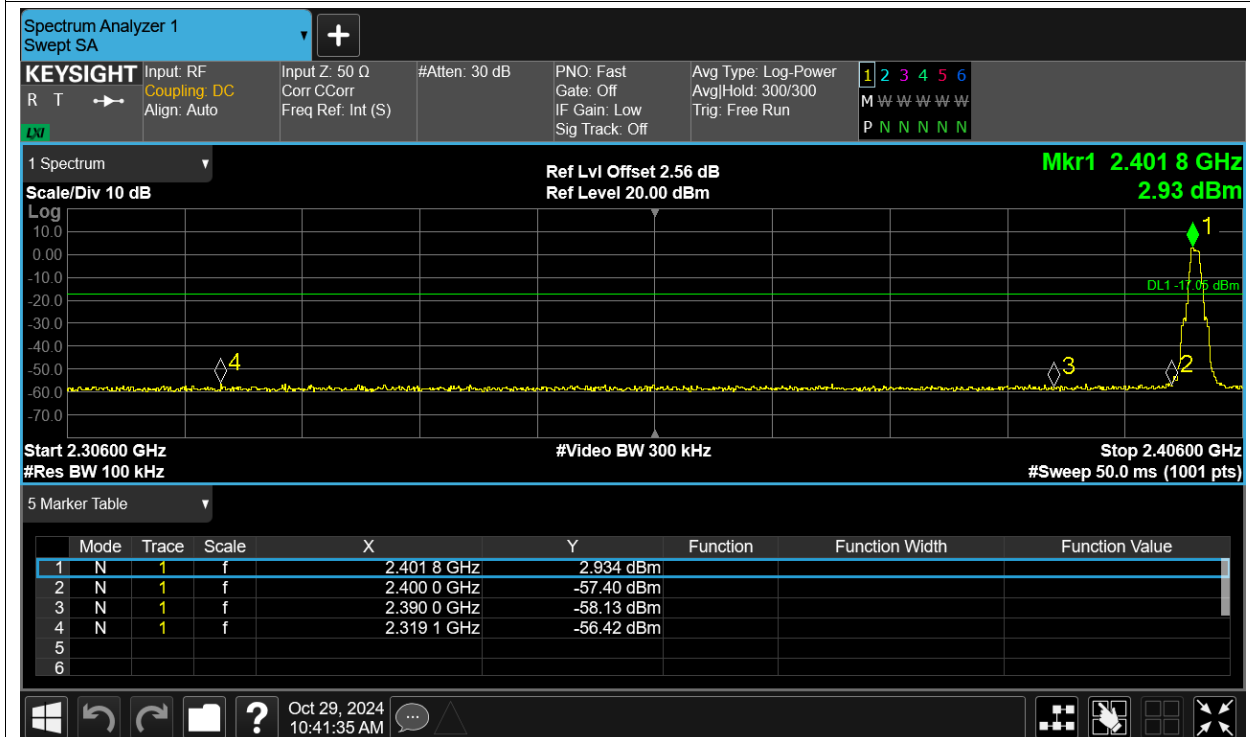 Spectrum Analyzer 1
Swept SA
+
KEYSIGHT Input: RF Input Z: 50 Ω #Atten: 30 dB PNO: Fast Avg Type: Log-Power 1 2 3 4 5 6
R T Coupling: DC Corr CCorr Gate: Off Avg|Hold: 300/300 M W W W W W
Align: Auto Freq Ref: Int (S) IF Gain: Low Trig: Free Run
LXI Sig Track: Off P N N N N N
1 Spectrum Ref Lvl Offset 2.56 dB Mkr1 2.401 8 GHz
Scale/Div 10 dB Ref Level 20.00 dBm 2.93 dBm
Log
10.0 1
0.00
-10.0
DL1 -17.05 dBm
-20.0
-30.0
-40.0
4 3 2
-50.0
-60.0
-70.0
Start 2.30600 GHz #Video BW 300 kHz Stop 2.40600 GHz
#Res BW 100 kHz #Sweep 50.0 ms (1001 pts)
5 Marker Table
Mode Trace Scale X Y Function Function Width Function Value
1 N 1 f 2.401 8 GHz 2.934 dBm
2 N 1 f 2.400 0 GHz -57.40 dBm
3 N 1 f 2.390 0 GHz -58.13 dBm
4 N 1 f 2.319 1 GHz -56.42 dBm
5
6
? Oct 29, 2024
10:41:35 AM